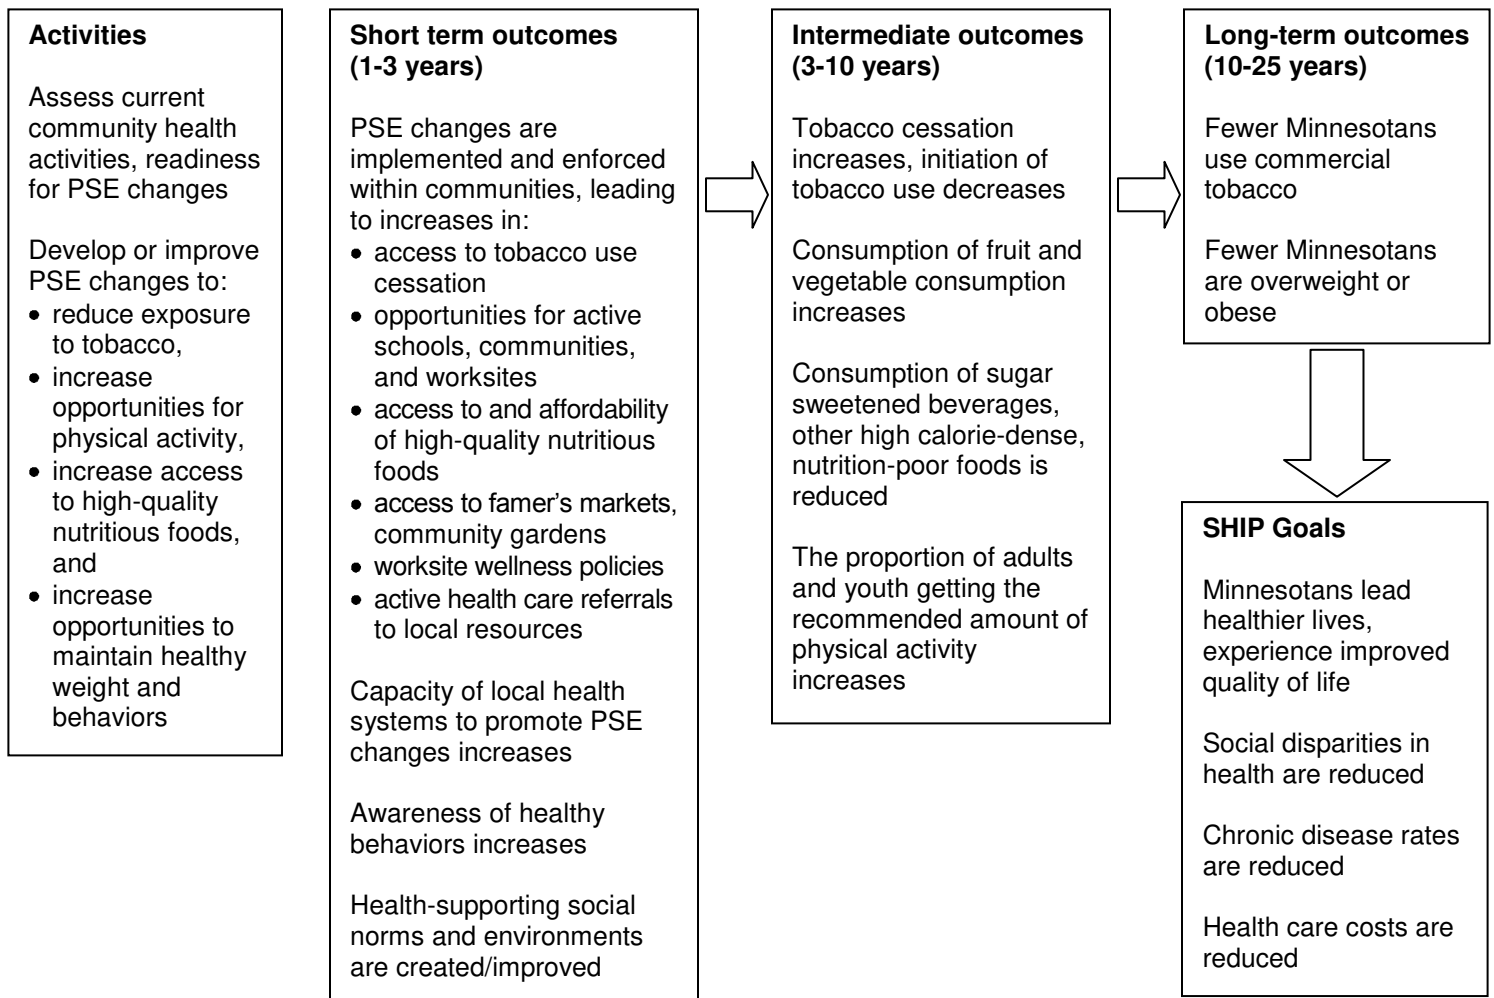 Activities
Assess current
community health
activities, readiness
for PSE changes
Develop or improve
PSE changes to:
• reduce exposure
to tobacco,
• increase
opportunities for
physical activity,
• increase access
to high-quality
nutritious foods,
and
• increase
opportunities to
maintain healthy
weight and
behaviors
Short term outcomes
(1-3 years)
PSE changes are
implemented and enforced
within communities, leading
to increases in:
• access to tobacco use
cessation
• opportunities for active
schools, communities,
and worksites
• access to and affordability
of high-quality nutritious
foods
• access to famer's markets,
community gardens
• worksite wellness policies
• active health care referrals
to local resources
Capacity of local health
systems to promote PSE
changes increases
Awareness of healthy
behaviors increases
Health-supporting social
norms and environments
are created/improved
Intermediate outcomes
(3-10 years)
Tobacco cessation
increases, initiation of
tobacco use decreases
Consumption of fruit and
vegetable consumption
increases
Consumption of sugar
sweetened beverages,
other high calorie-dense,
nutrition-poor foods is
reduced
The proportion of adults
and youth getting the
recommended amount of
physical activity
increases
Long-term outcomes
(10-25 years)
Fewer Minnesotans
use commercial
tobacco
Fewer Minnesotans
are overweight or
obese
SHIP Goals
Minnesotans lead
healthier lives,
experience improved
quality of life
Social disparities in
health are reduced
Chronic disease rates
are reduced
Health care costs are
reduced